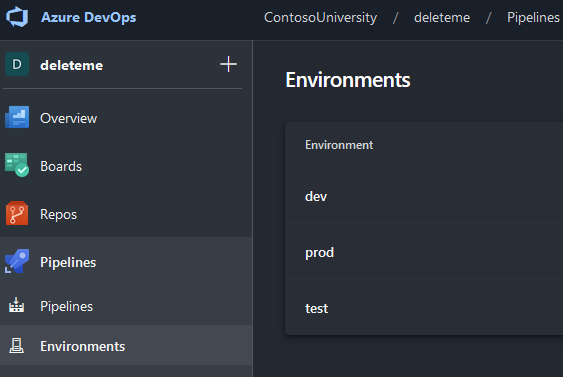 Azure DevOps
ContosoUniversity / deleteme / Pipelines
D deleteme
Environments
Overview
Environment
Boards
dev
Repos
prod
Pipelines
Pipelines
test
Environments